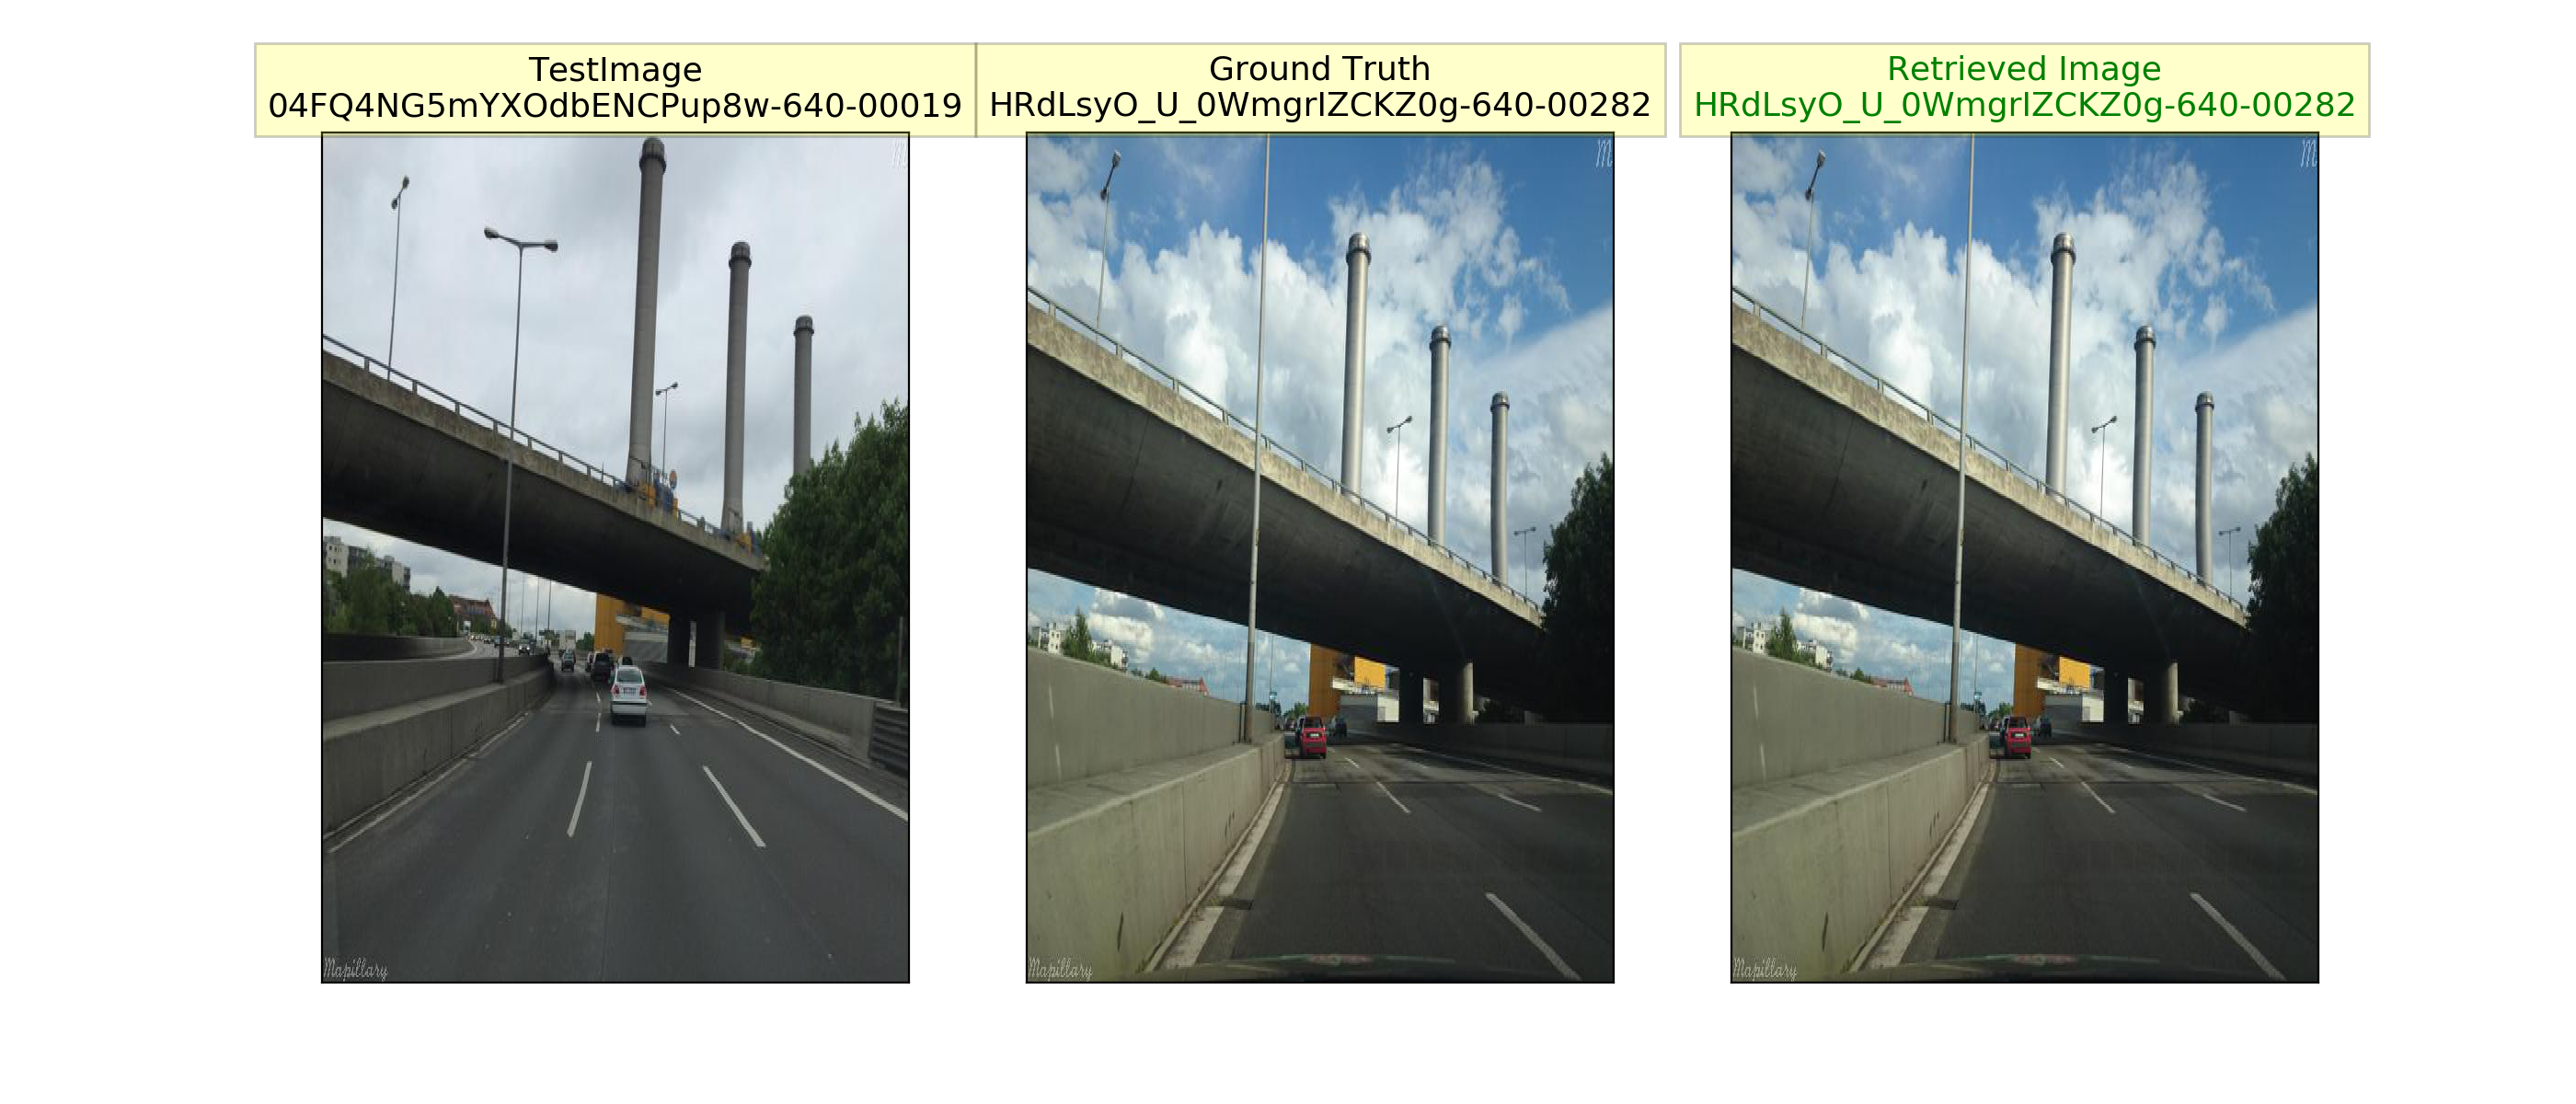 TestImage
04FQ4NG5mYXOdbENCPup8w-640-00019
Ground Truth
HRdLsyO_U_0WmgrIZCKZ0g-640-00282
Retrieved Image
HRdLsyO_U_0WmgrIZCKZ0g-640-00282
M
M
M
Mapillary
Mapillary
Mapillary